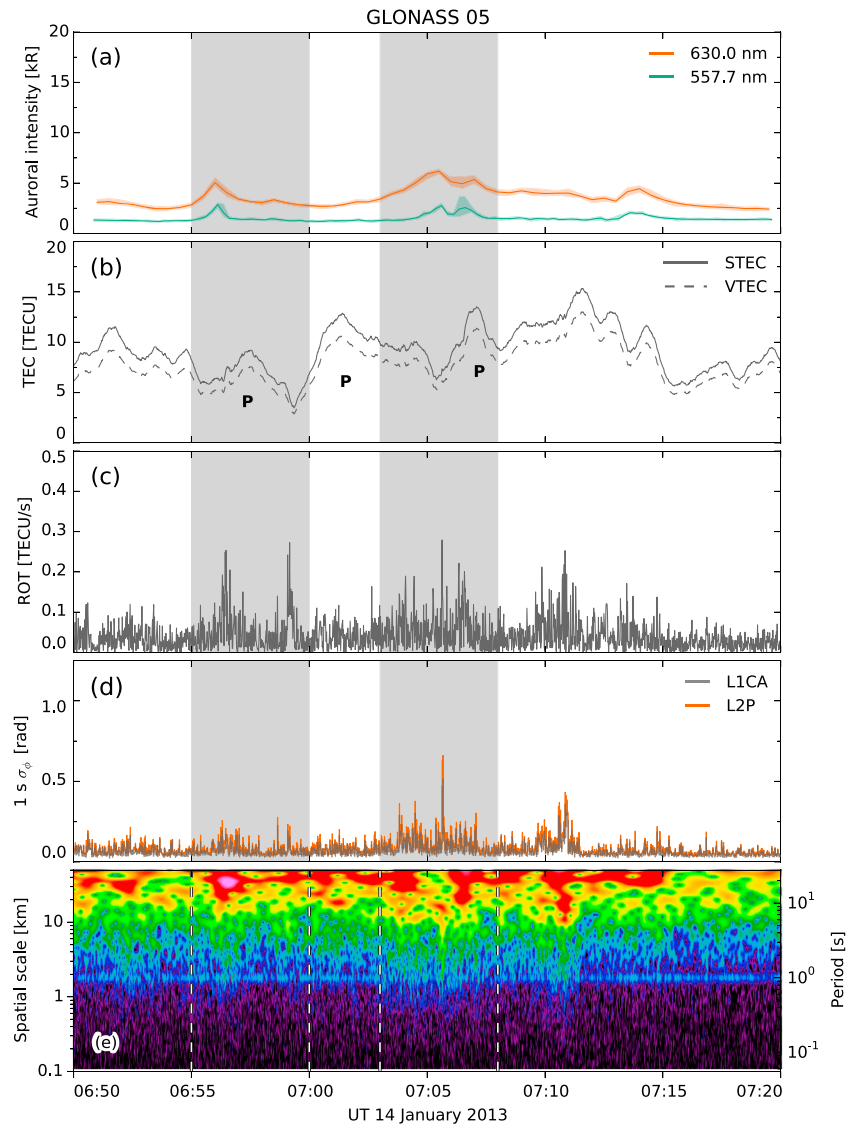 GLONASS 05
(a)
630.0 nm
557.7 nm
Auroral intensity [kR]
20
15
10
5
0
(b)
STEC
VTEC
TEC [TECU]
20
15
10
5
0
P
P
P
(c)
ROT [TECU/s]
0.5
0.4
0.3
0.2
0.1
0.0
(d)
L1CA
L2P
1 s σϕ [rad]
1.0
0.5
0.0
(e)
Spatial scale [km]
10
1
0.1
Period [s]
10¹
10⁰
10⁻¹
06:50 06:55 07:00 07:05 07:10 07:15 07:20
UT 14 January 2013